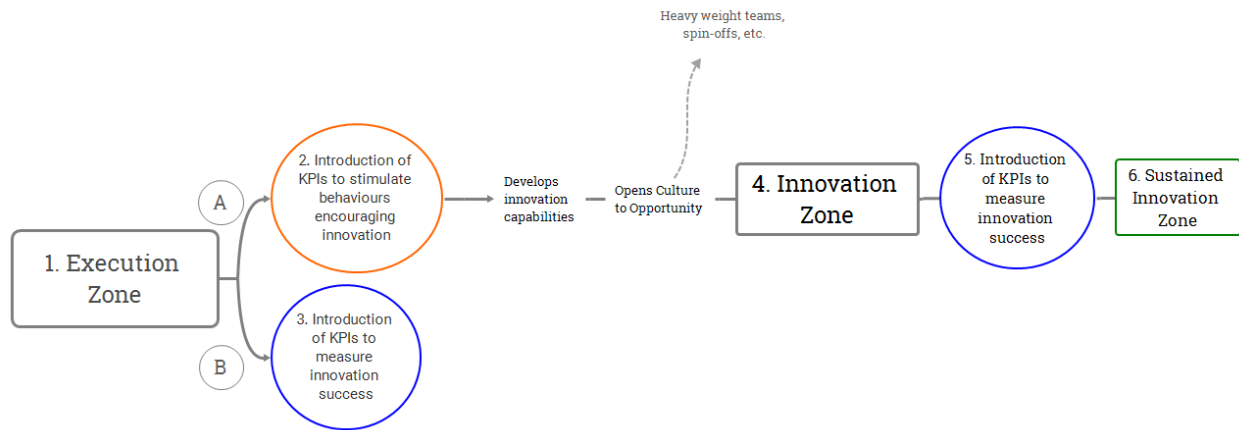 Heavy weight teams,
spin-offs, etc.
1. Execution
Zone
A
B
2. Introduction of
KPIs to stimulate
behaviours
encouraging
innovation
3. Introduction
of KPIs to
measure
innovation
success
Develops
innovation
capabilities
Opens Culture
to Opportunity
4. Innovation
Zone
5. Introduction
of KPIs to
measure
innovation
success
6. Sustained
Innovation
Zone